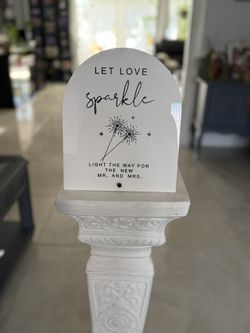 LET LOVE
sparkle
LIGHT THE WAY FOR
THE NEW
MR. AND MRS.